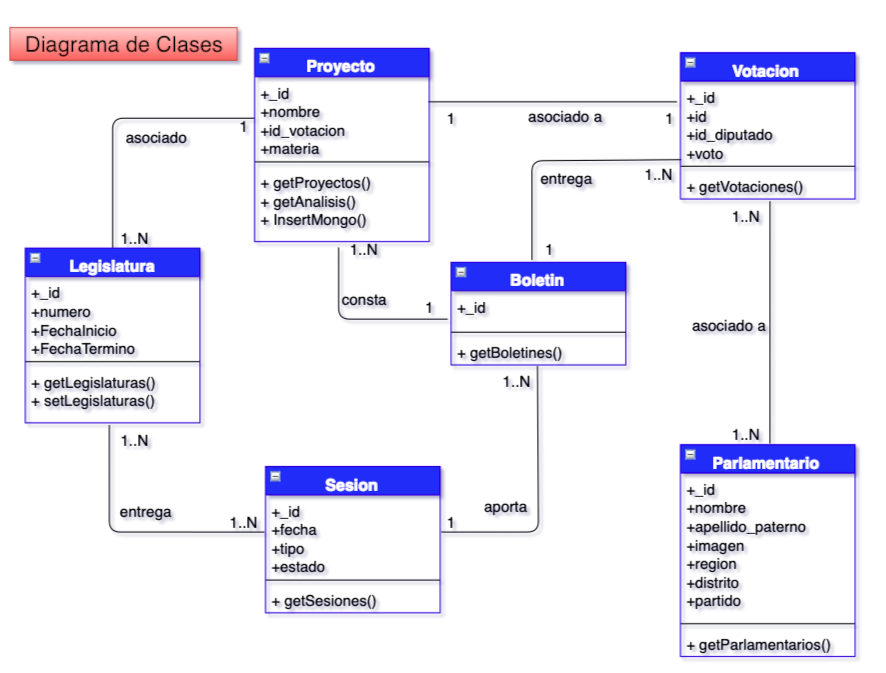 Diagrama de Clases
Proyecto
+_id
+nombre
+id_votacion
+materia
+ getProyectos()
+ getAnalisis()
+ InsertMongo()
Votacion
+_id
+id
+id_diputado
+voto
+ getVotaciones()
1
asociado a
1
asociado
1
1..N
entrega
1..N
1
1..N
consta
1
Legislatura
+_id
+numero
+FechaInicio
+FechaTermino
+ getLegislaturas()
+ setLegislaturas()
Boletin
+_id
+ getBoletines()
1..N
asociado a
1..N
1..N
entrega
1..N
1..N
aporta
1
Sesion
+_id
+fecha
+tipo
+estado
+ getSesiones()
Parlamentario
+_id
+nombre
+apellido_paterno
+imagen
+region
+distrito
+partido
+ getParlamentarios()